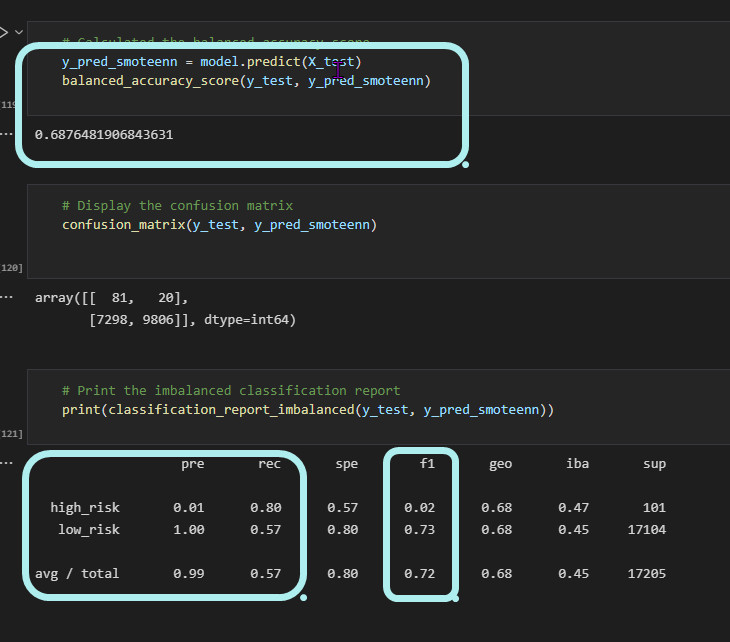 # Calculated the balanced accuracy score
y_pred_smoteenn = model.predict(X_test)
balanced_accuracy_score(y_test, y_pred_smoteenn)
119
... 0.6876481906843631
# Display the confusion matrix
confusion_matrix(y_test, y_pred_smoteenn)
[120]
... array([[  81,   20],
       [7298, 9806]], dtype=int64)
# Print the imbalanced classification report
print(classification_report_imbalanced(y_test, y_pred_smoteenn))
[121]
... pre rec spe f1 geo iba sup
high_risk 0.01 0.80 0.57 0.02 0.68 0.47 101
low_risk 1.00 0.57 0.80 0.73 0.68 0.45 17104
avg / total 0.99 0.57 0.80 0.72 0.68 0.45 17205